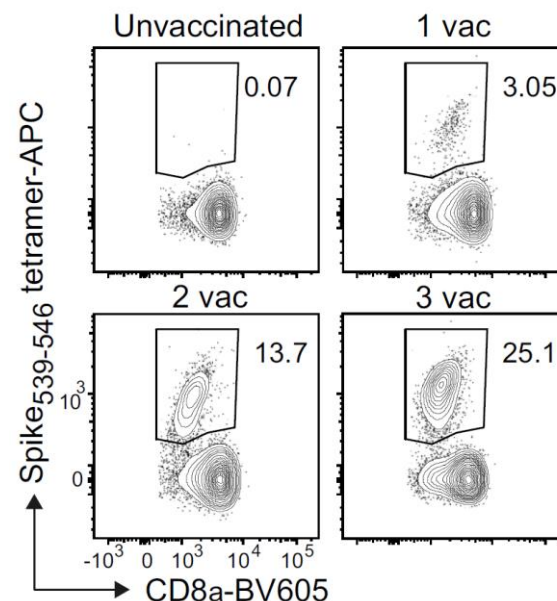 Unvaccinated
1 vac
0.07
3.05
2 vac
3 vac
13.7
25.1
Spike539-546 tetramer-APC
10³
0
-10³ 0 10³ 10⁴ 10⁵
CD8a-BV605